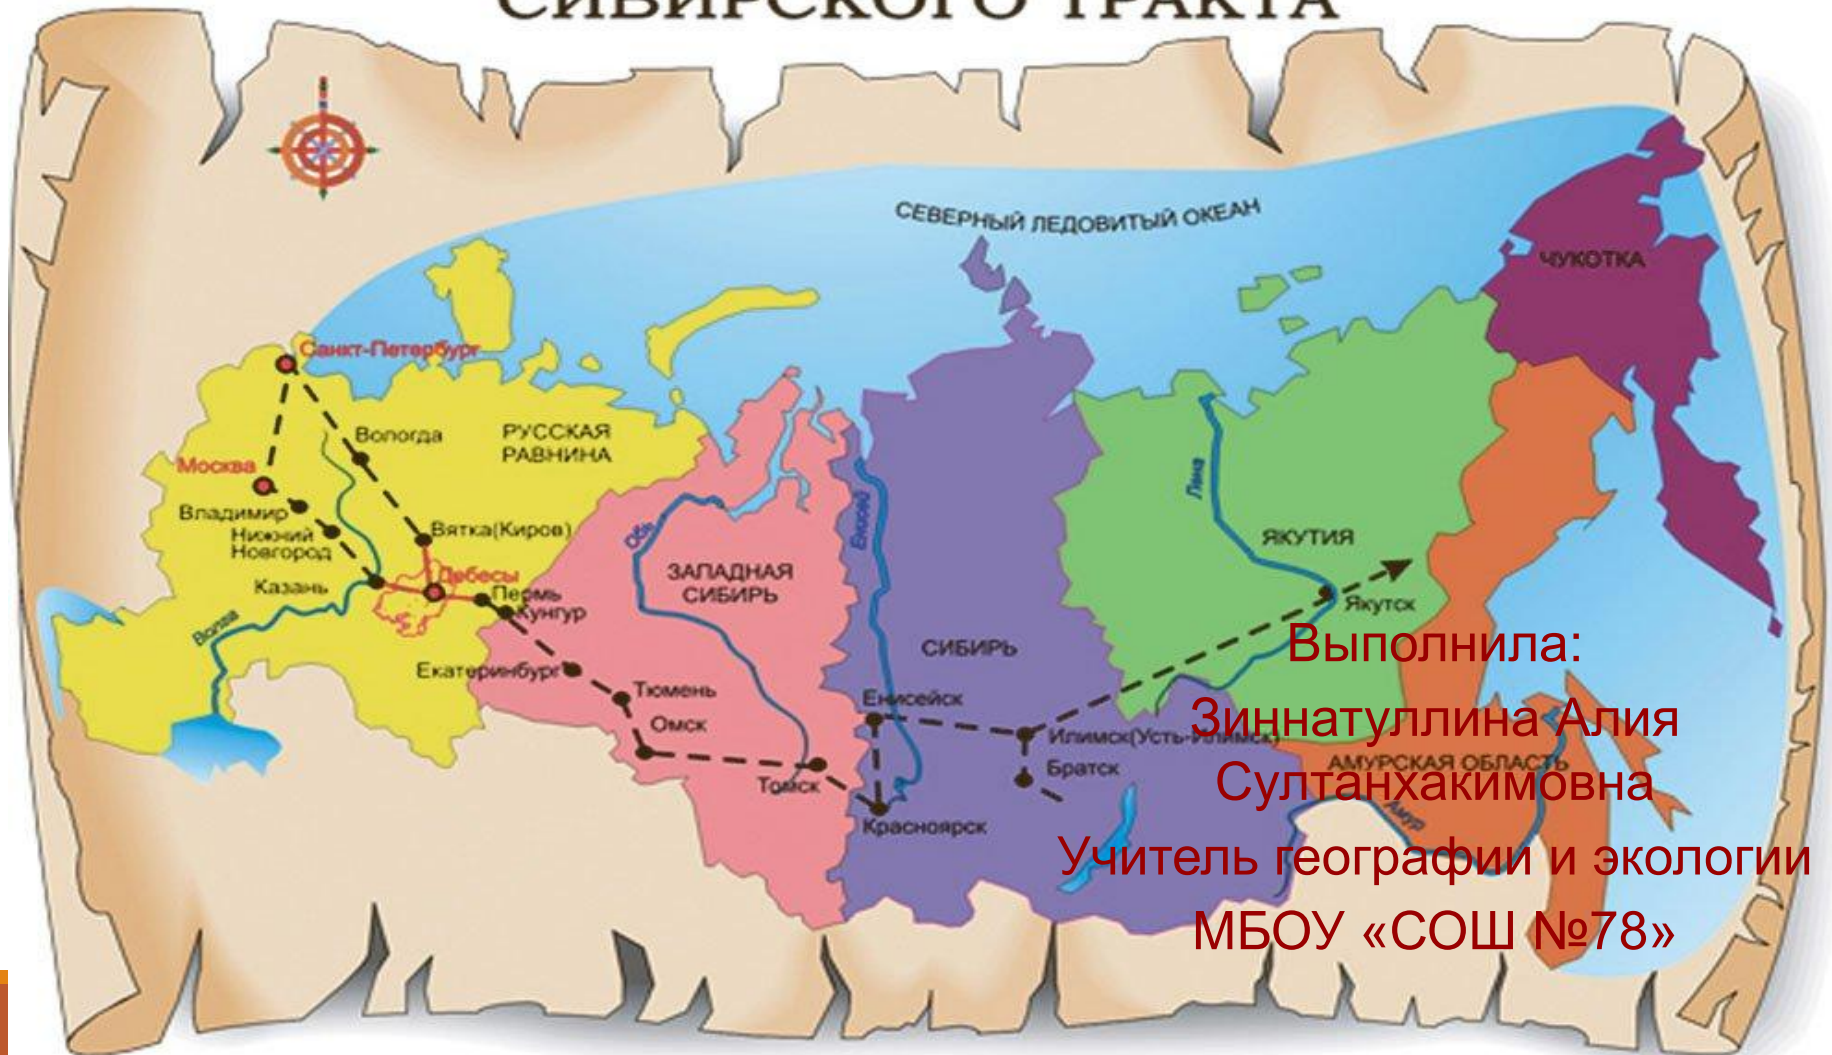 СИБИРСКОГО ТРАКТА
СЕВЕРНЫЙ ЛЕДОВИТЫЙ ОКЕАН
ЧУКОТКА
Санкт-Петербург
Вологда
РУССКАЯ
РАВНИНА
Москва
Владимир
Нижний
Новгород
Вятка(Киров)
Казань
Дебесы
Пермь
Кунгур
Волга
Екатеринбург
Тюмень
Омск
Обь
ЗАПАДНАЯ
СИБИРЬ
Томск
Енисей
СИБИРЬ
Енисейск
Красноярск
Илимск(Усть-Илимск)
Братск
Лена
ЯКУТИЯ
Якутск
АМУРСКАЯ ОБЛАСТЬ
Амур
Выполнила:
Зиннатуллина Алия
Султанхакимовна
Учитель географии и экологии
МБОУ «СОШ №78»